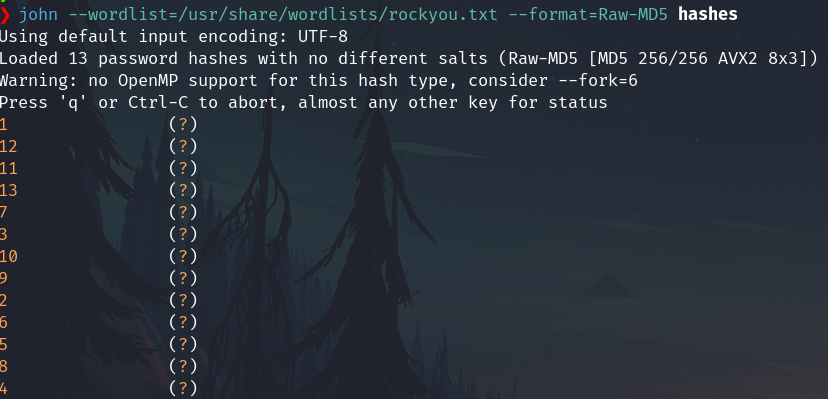 ❯ john --wordlist=/usr/share/wordlists/rockyou.txt --format=Raw-MD5 hashes
Using default input encoding: UTF-8
Loaded 13 password hashes with no different salts (Raw-MD5 [MD5 256/256 AVX2 8x3])
Warning: no OpenMP support for this hash type, consider --fork=6
Press 'q' or Ctrl-C to abort, almost any other key for status
1 (?)
12 (?)
11 (?)
13 (?)
7 (?)
3 (?)
10 (?)
9 (?)
2 (?)
6 (?)
5 (?)
8 (?)
4 (?)